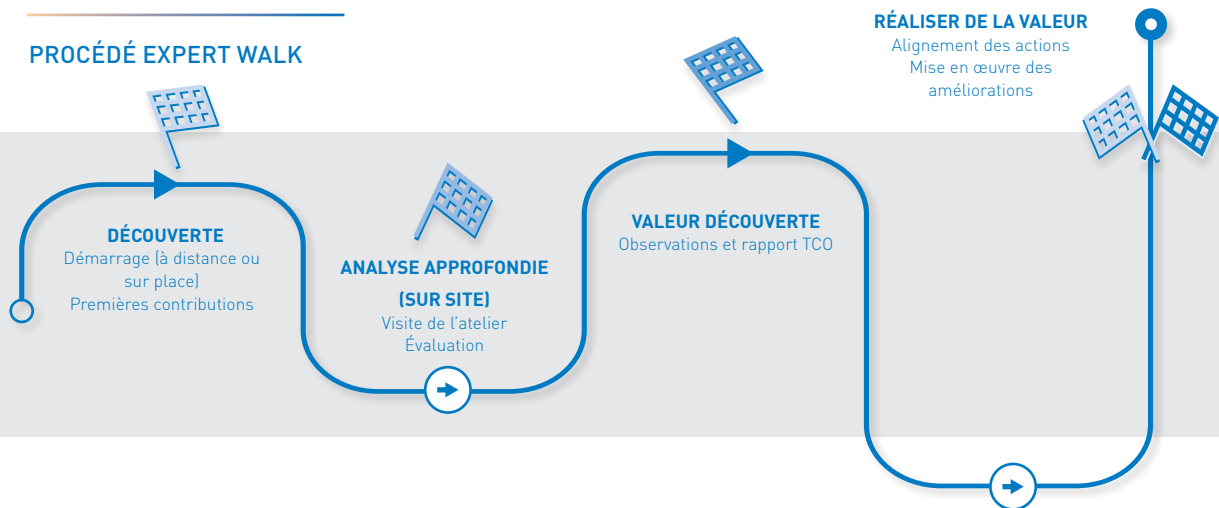 PROCÉDÉ EXPERT WALK
DÉCOUVERTE
Démarrage (à distance ou
sur place)
Premières contributions
ANALYSE APPROFONDIE
(SUR SITE)
Visite de l'atelier
Évaluation
VALEUR DÉCOUVERTE
Observations et rapport TCO
RÉALISER DE LA VALEUR
Alignement des actions
Mise en œuvre des
améliorations